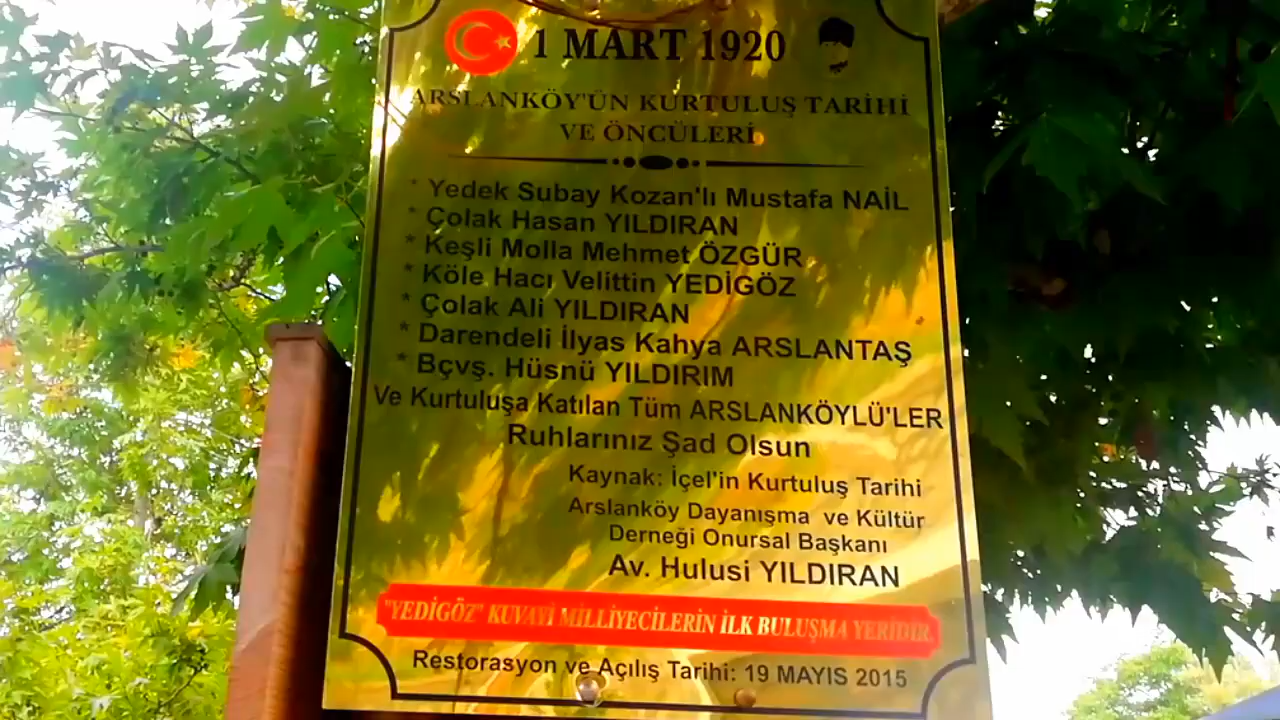 1 MART 1920
ARSLANKÖY'ÜN KURTULUŞ TARİHİ
VE ÖNCÜLERİ
* Yedek Subay Kozan'lı Mustafa NAİL
* Çolak Hasan YILDIRAN
* Keşli Molla Mehmet ÖZGÜR
* Köle Hacı Velittin YEDİGÖZ
* Çolak Ali YILDIRAN
* Darendeli İlyas Kahya ARSLANTAŞ
* Bçvş. Hüsnü YILDIRIM
Ve Kurtuluşa Katılan Tüm ARSLANKÖYLÜ'LER
Ruhlarınız Şad Olsun
Kaynak: İçel'in Kurtuluş Tarihi
Arslanköy Dayanışma ve Kültür
Derneği Onursal Başkanı
Av. Hulusi YILDIRAN
"YEDİGÖZ" KUVAYİ MİLLİYECİLERİN İLK BULUŞMA YERİDİR.
Restorasyon ve Açılış Tarihi: 19 MAYIS 2015